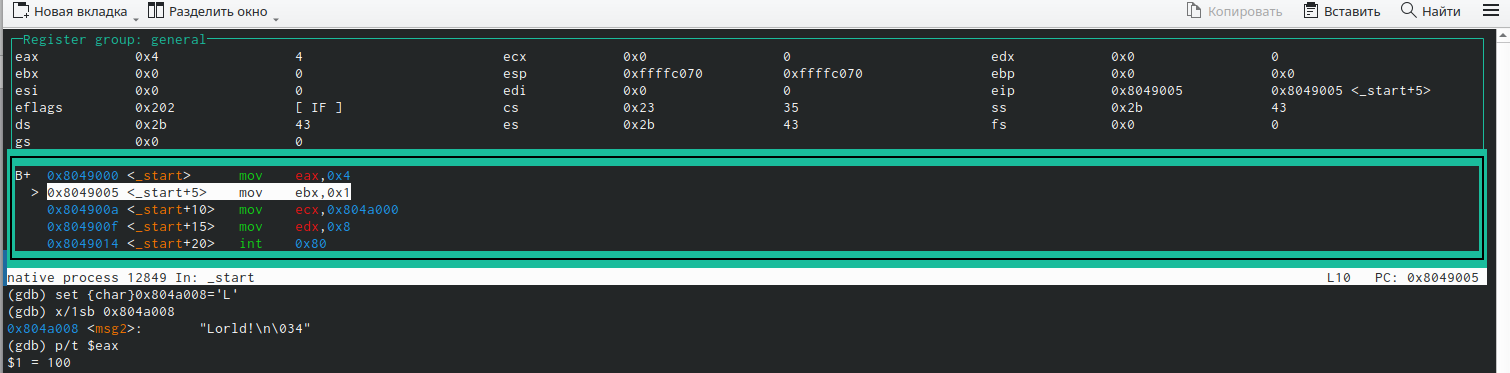 Новая вкладка Разделить окно Копировать Вставить Найти
Register group: general
eax 0x4 4 ecx 0x0 0 edx 0x0 0
ebx 0x0 0 esp 0xffffc070 0xffffc070 ebp 0x0 0x0
esi 0x0 0 edi 0x0 0 eip 0x8049005 0x8049005 <_start+5>
eflags 0x202 [ IF ] cs 0x23 35 ss 0x2b 43
ds 0x2b 43 es 0x2b 43 fs 0x0 0
gs 0x0 0
B+ 0x8049000 <_start> mov eax,0x4
> 0x8049005 <_start+5> mov ebx,0x1
0x804900a <_start+10> mov ecx,0x804a000
0x804900f <_start+15> mov edx,0x8
0x8049014 <_start+20> int 0x80
native process 12849 In: _start L10 PC: 0x8049005
(gdb) set {char}0x804a008='L'
(gdb) x/1sb 0x804a008
0x804a008 <msg2>: "Lorld!\n\034"
(gdb) p/t $eax
$1 = 100